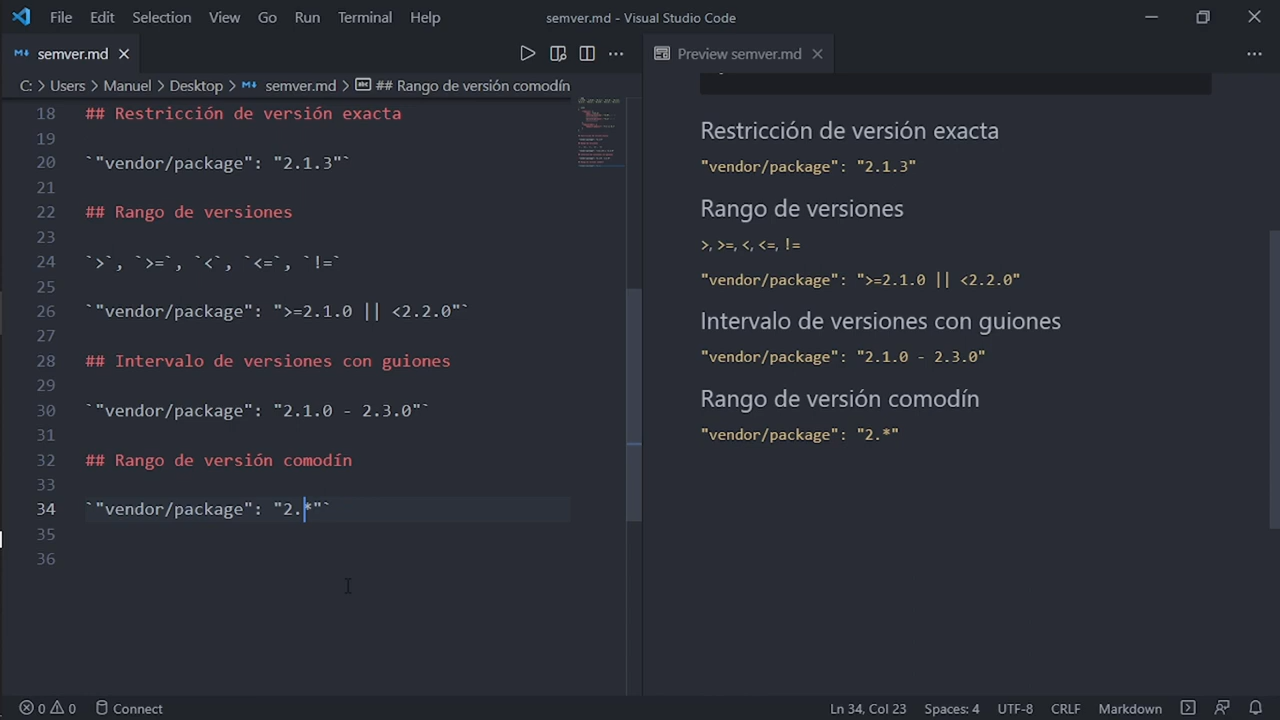 File Edit Selection View Go Run Terminal Help
semver.md - Visual Studio Code
semver.md
Preview semver.md
C: > Users > Manuel > Desktop > semver.md > ## Rango de versión comodín
18 ## Restricción de versión exacta
19
20 `"vendor/package": "2.1.3"`
21
22 ## Rango de versiones
23
24 `>`, `>=`, `<`, `<=`, `!=`
25
26 `"vendor/package": ">=2.1.0 || <2.2.0"`
27
28 ## Intervalo de versiones con guiones
29
30 `"vendor/package": "2.1.0 - 2.3.0"`
31
32 ## Rango de versión comodín
33
34 `"vendor/package": "2.*"`
35
36
Restricción de versión exacta
"vendor/package": "2.1.3"
Rango de versiones
>, >=, <, <=, !=
"vendor/package": ">=2.1.0 || <2.2.0"
Intervalo de versiones con guiones
"vendor/package": "2.1.0 - 2.3.0"
Rango de versión comodín
"vendor/package": "2.*"
0 0 Connect
Ln 34, Col 23 Spaces: 4 UTF-8 CRLF Markdown